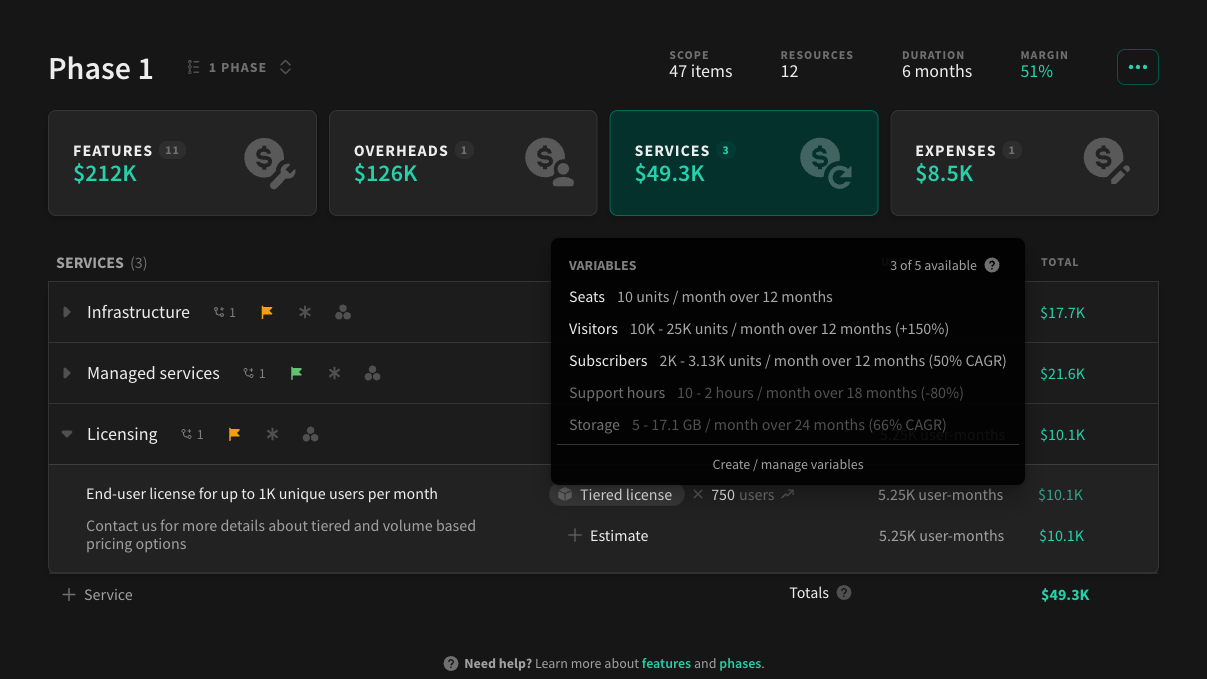 Phase 1
1 PHASE
SCOPE
47 items
RESOURCES
12
DURATION
6 months
MARGIN
51%
FEATURES 11
$212K
OVERHEADS 1
$126K
SERVICES 3
$49.3K
EXPENSES 1
$8.5K
SERVICES (3)
TOTAL
VARIABLES
3 of 5 available ?
Seats 10 units / month over 12 months
Visitors 10K - 25K units / month over 12 months (+150%)
Subscribers 2K - 3.13K units / month over 12 months (50% CAGR)
Support hours 10 - 2 hours / month over 18 months (-80%)
Storage 5 - 17.1 GB / month over 24 months (66% CAGR)
5.25K user-months
Create / manage variables
Infrastructure 1
$17.7K
Managed services 1
$21.6K
Licensing 1
$10.1K
End-user license for up to 1K unique users per month
Tiered license × 750 users
5.25K user-months
$10.1K
Contact us for more details about tiered and volume based
pricing options
+ Estimate
5.25K user-months
$10.1K
+ Service
Totals ?
$49.3K
? Need help? Learn more about features and phases.